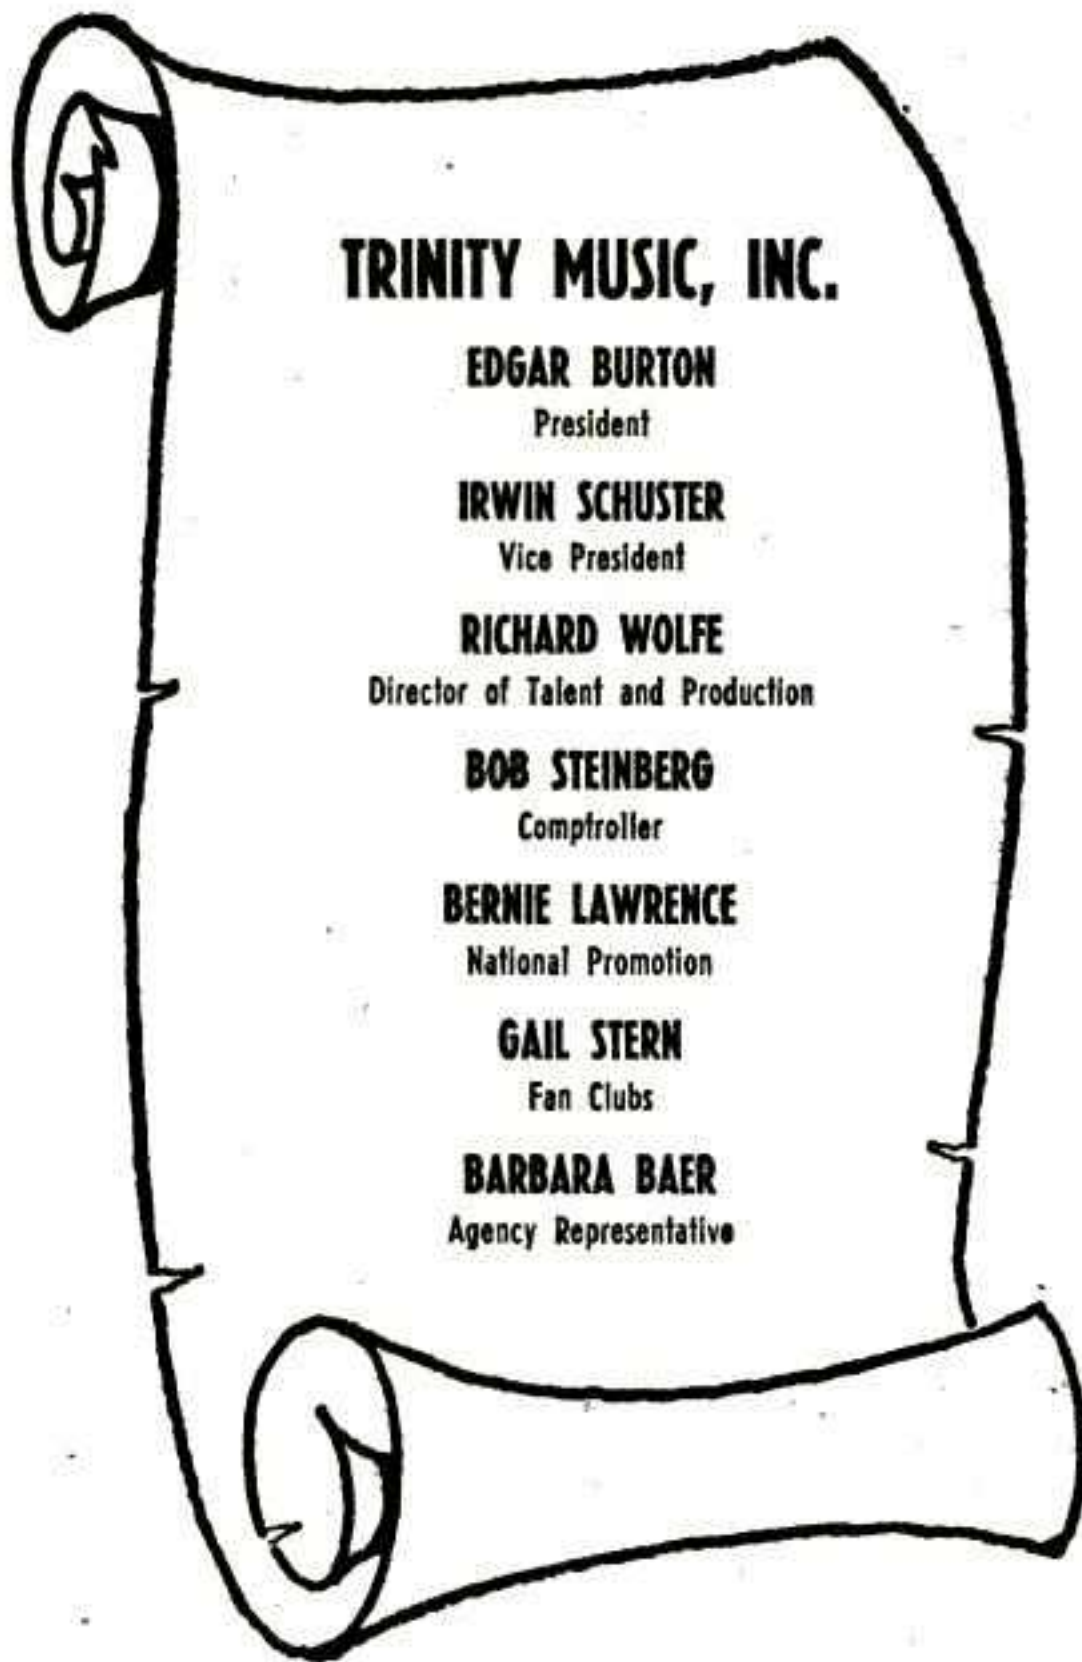 TRINITY MUSIC, INC.
EDGAR BURTON
President
IRWIN SCHUSTER
Vice President
RICHARD WOLFE
Director of Talent and Production
BOB STEINBERG
Comptroller
BERNIE LAWRENCE
National Promotion
GAIL STERN
Fan Clubs
BARBARA BAER
Agency Representative